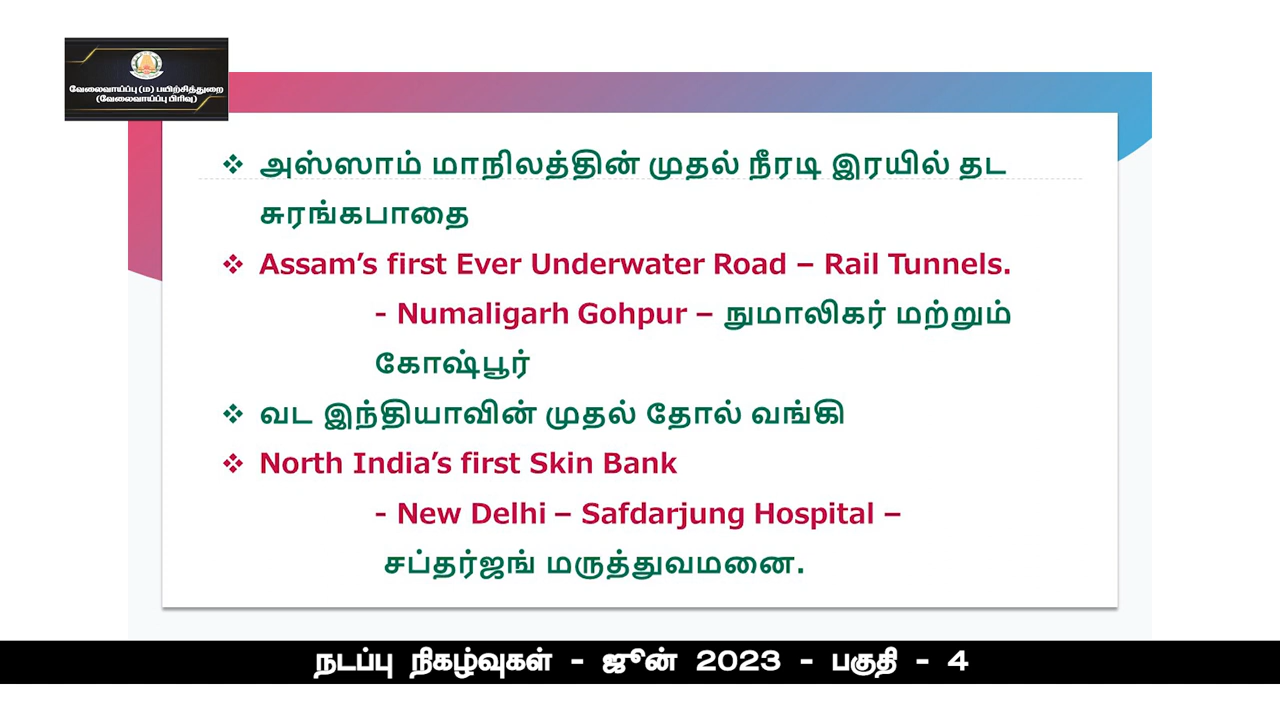 வேலைவாய்ப்பு (ம) பயிற்சித்துறை
(வேலைவாய்ப்பு பிரிவு)
❖ அஸ்ஸாம் மாநிலத்தின் முதல் நீரடி இரயில் தட
சுரங்கபாதை
❖ Assam’s first Ever Underwater Road – Rail Tunnels.
- Numaligarh Gohpur – நுமாலிகர் மற்றும்
கோஷ்பூர்
❖ வட இந்தியாவின் முதல் தோல் வங்கி
❖ North India’s first Skin Bank
- New Delhi – Safdarjung Hospital –
சப்தர்ஜங் மருத்துவமனை.
நடப்பு நிகழ்வுகள் - ஜூன் 2023 - பகுதி - 4